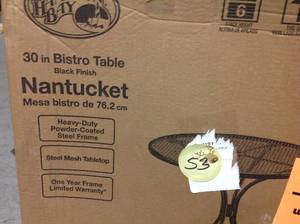 30 in Bistro Table
Black Finish
Nantucket
Mesa bistro de 76.2 cm
Heavy-Duty
Powder-Coated
Steel Frame
Steel Mesh Tabletop
One Year Frame
Limited Warranty*
6
53